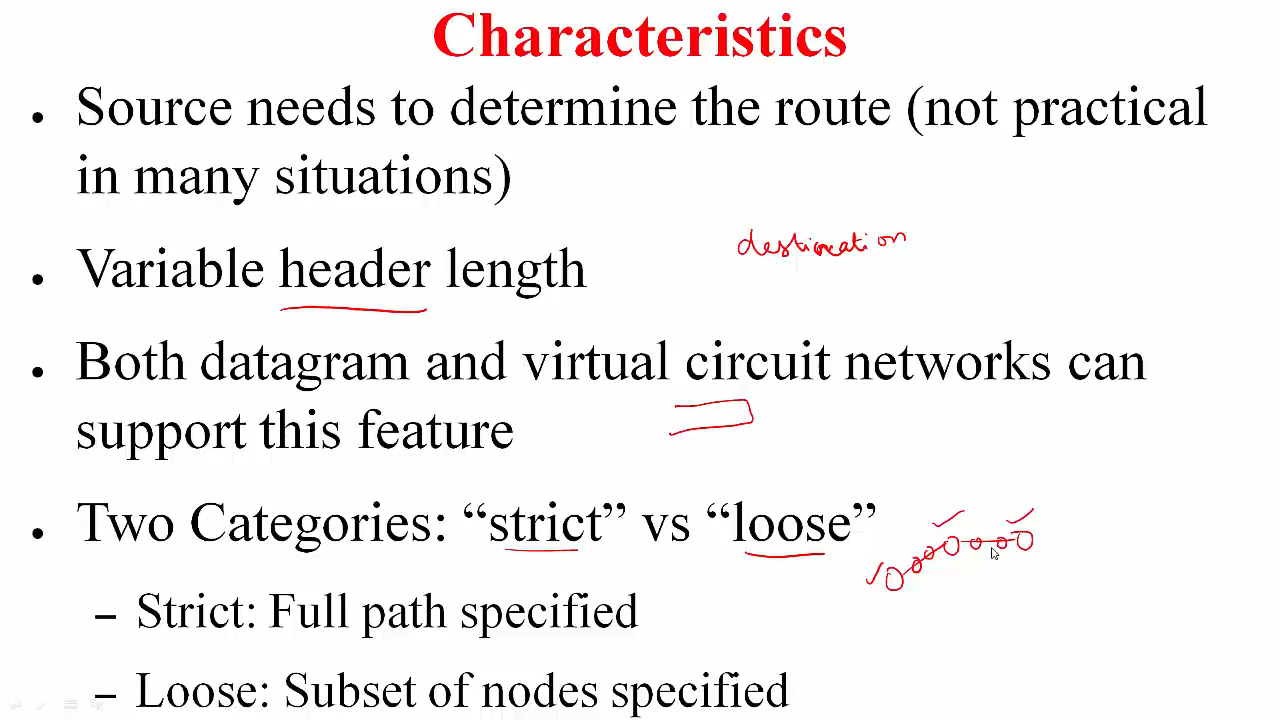 Characteristics
• Source needs to determine the route (not practical
in many situations)
destination
• Variable header length
• Both datagram and virtual circuit networks can
support this feature
• Two Categories: “strict” vs “loose”
– Strict: Full path specified
– Loose: Subset of nodes specified